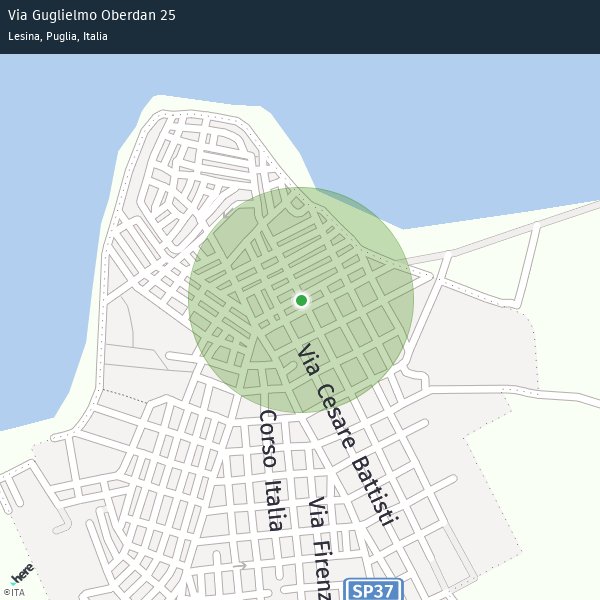 Via Guglielmo Oberdan 25
Lesina, Puglia, Italia
Via Cesare Battisti
Corso Italia
Via Firenz
SP37
here
©ITA